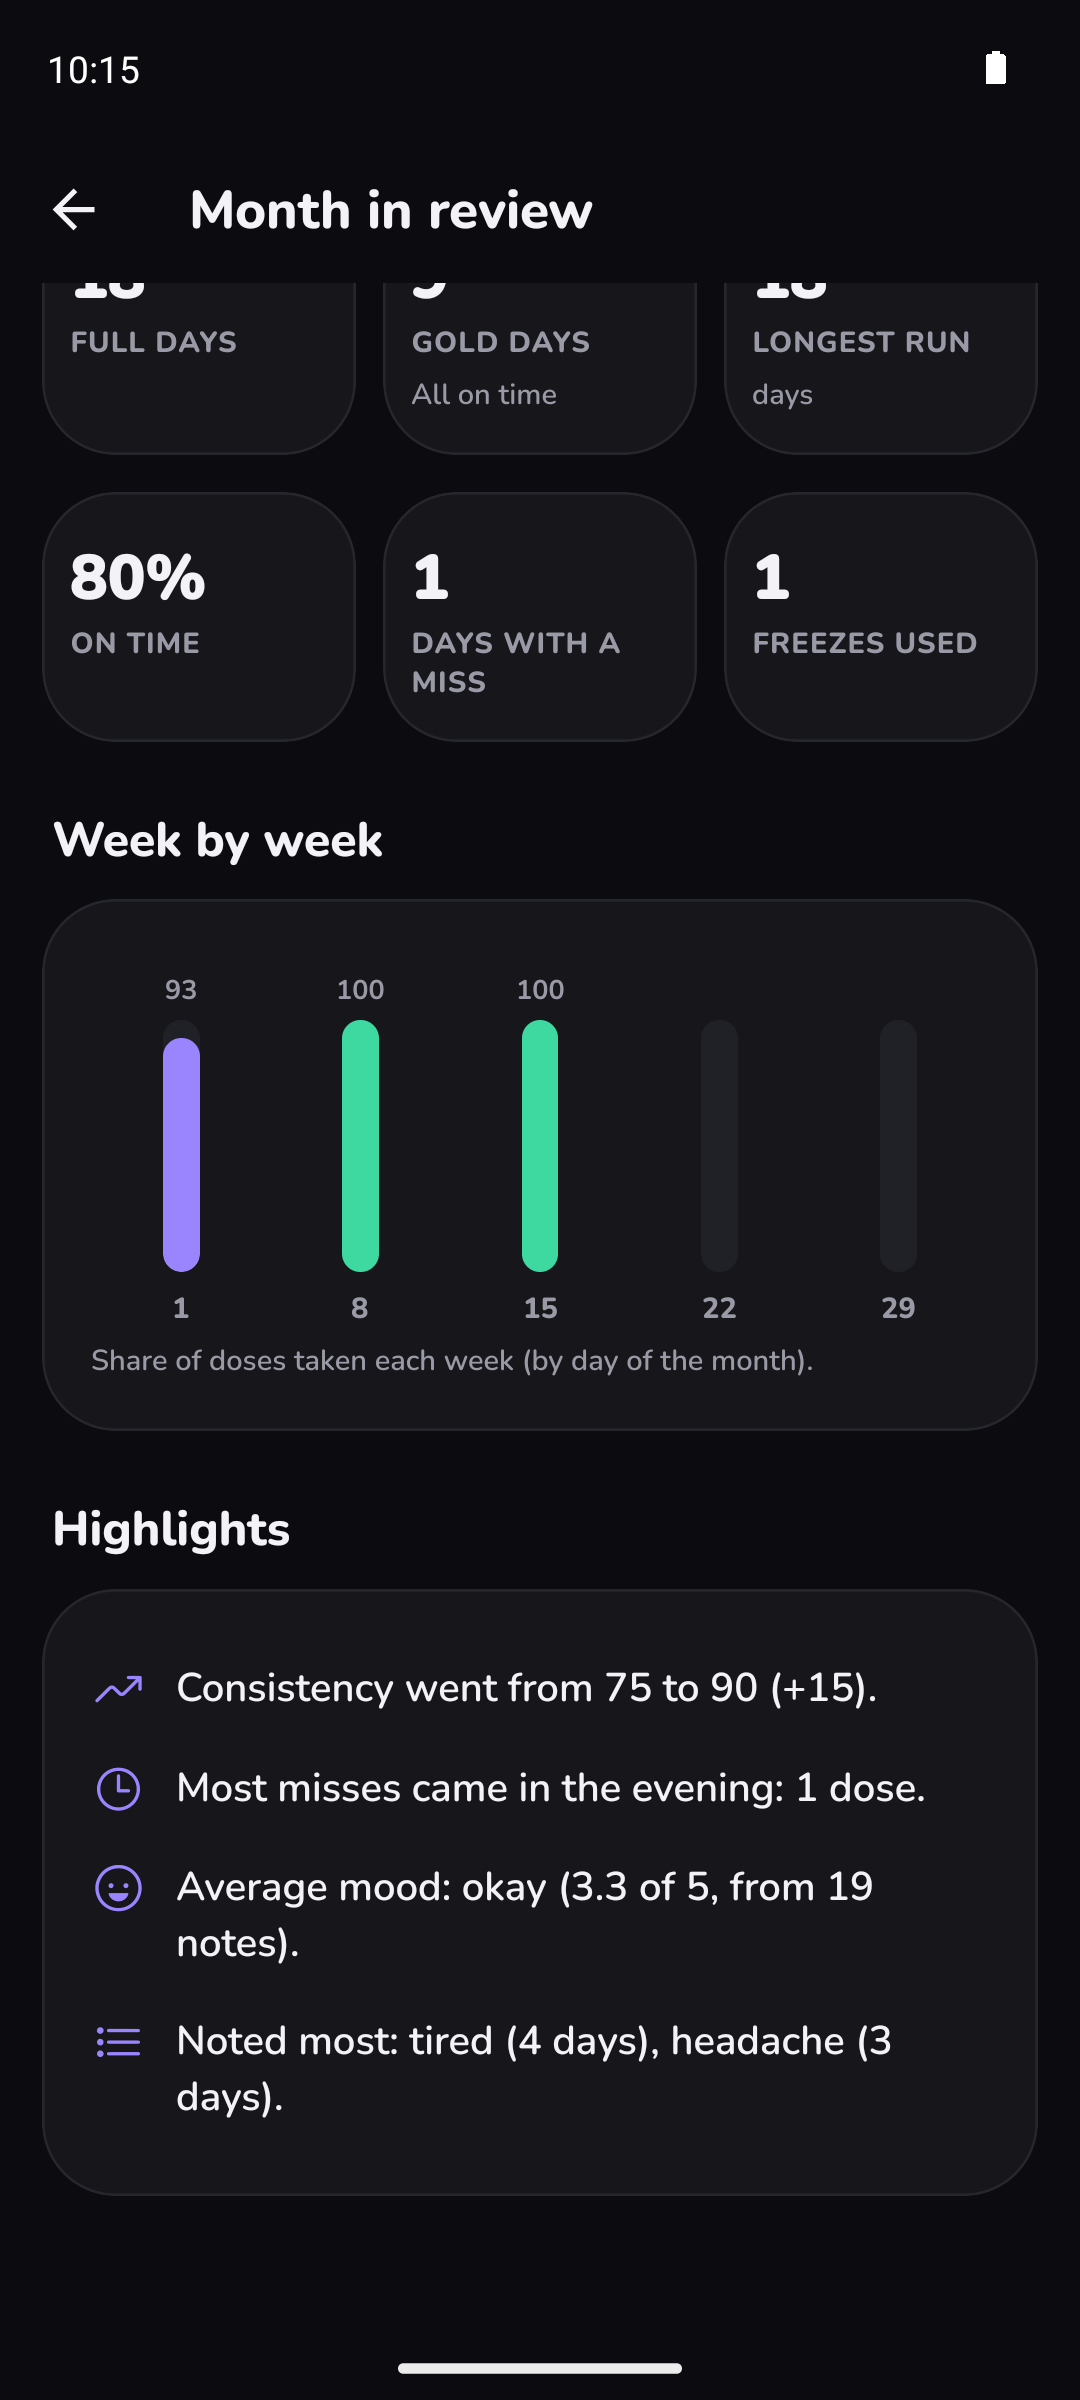 10:15
Month in review
FULL DAYS
GOLD DAYS
LONGEST RUN
All on time
days
80%
1
1
ON TIME
DAYS WITH A
MISS
FREEZES USED
Week by week
93
100
100
1
8
15
22
29
Share of doses taken each week (by day of the month).
Highlights
Consistency went from 75 to 90 (+15).
Most misses came in the evening: 1 dose.
Average mood: okay (3.3 of 5, from 19
notes).
Noted most: tired (4 days), headache (3
days).